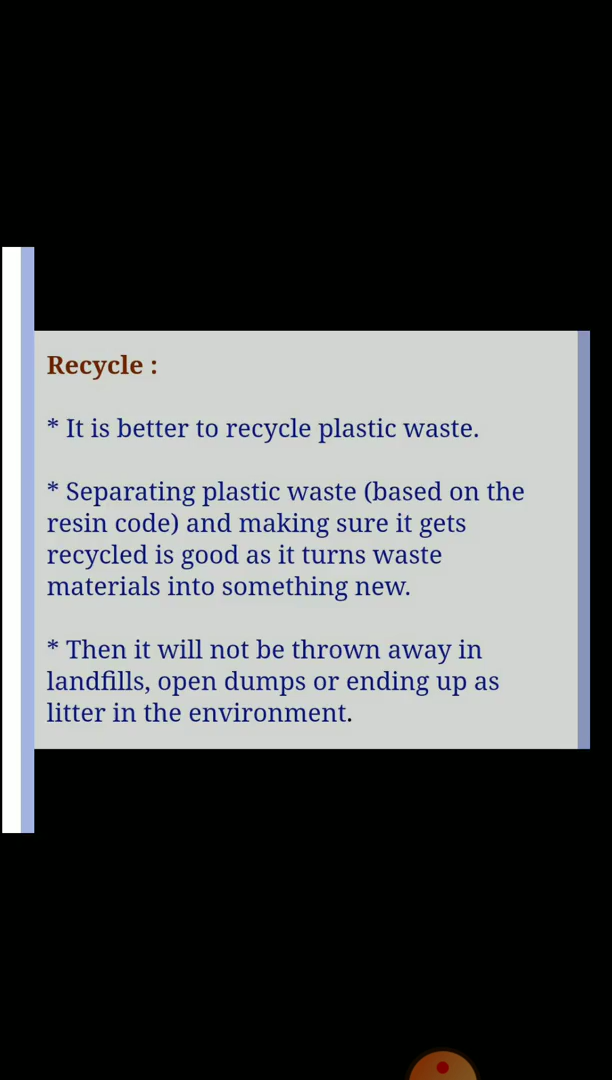 Recycle :
* It is better to recycle plastic waste.
* Separating plastic waste (based on the
resin code) and making sure it gets
recycled is good as it turns waste
materials into something new.
* Then it will not be thrown away in
landfills, open dumps or ending up as
litter in the environment.